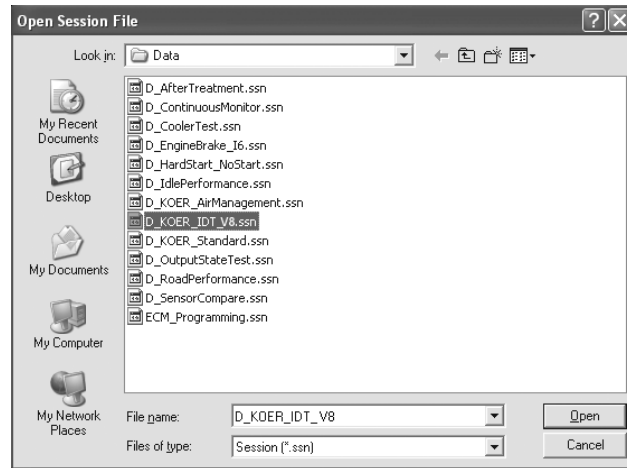 Open Session File
Look in: Data
D_AfterTreatment.ssn
D_ContinuousMonitor.ssn
D_CoolerTest.ssn
D_EngineBrake_I6.ssn
D_HardStart_NoStart.ssn
D_IdlePerformance.ssn
D_KOER_AirManagement.ssn
D_KOER_IDT_V8.ssn
D_KOER_Standard.ssn
D_OutputStateTest.ssn
D_RoadPerformance.ssn
D_SensorCompare.ssn
ECM_Programming.ssn
My Recent
Documents
Desktop
My Documents
My Computer
My Network
Places
File name: D_KOER_IDT_V8 Open
Files of type: Session (*.ssn) Cancel